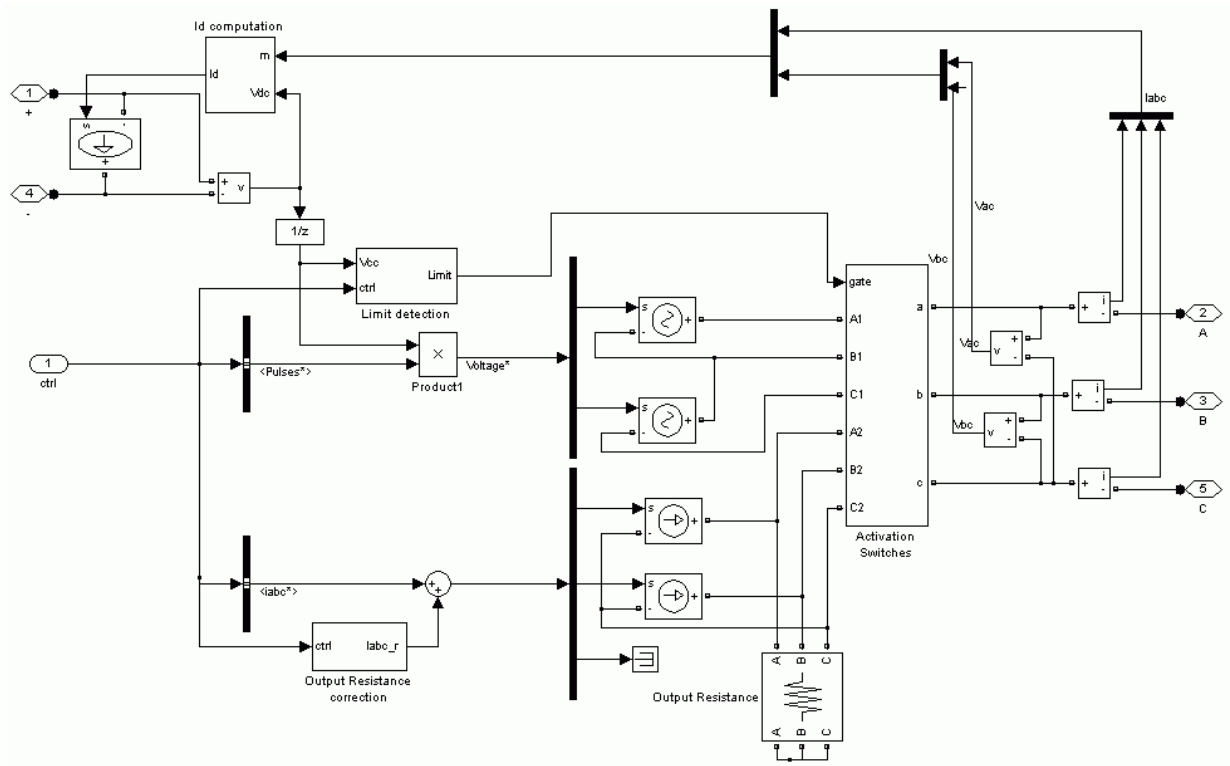 Id computation
m
Id
Vdc
1
+
s
-
+
4
-
+
-
v
1/z
Iabc
Vac
Vcc
ctrl
Limit
Limit detection
Vbc
gate
A1
B1
C1
A2
B2
C2
a
b
c
Activation
Switches
1
ctrl
<Pulses*>
×
Product1
Voltage*
s
-
+
s
-
+
Vac
v
+
-
Vbc
v
+
-
+
i
-
2
A
+
i
-
3
B
+
i
-
5
C
s
-
+
s
-
+
<iabc*>
+
+
ctrl
Iabc_r
Output Resistance
correction
Output Resistance
A
B
C
A
B
C